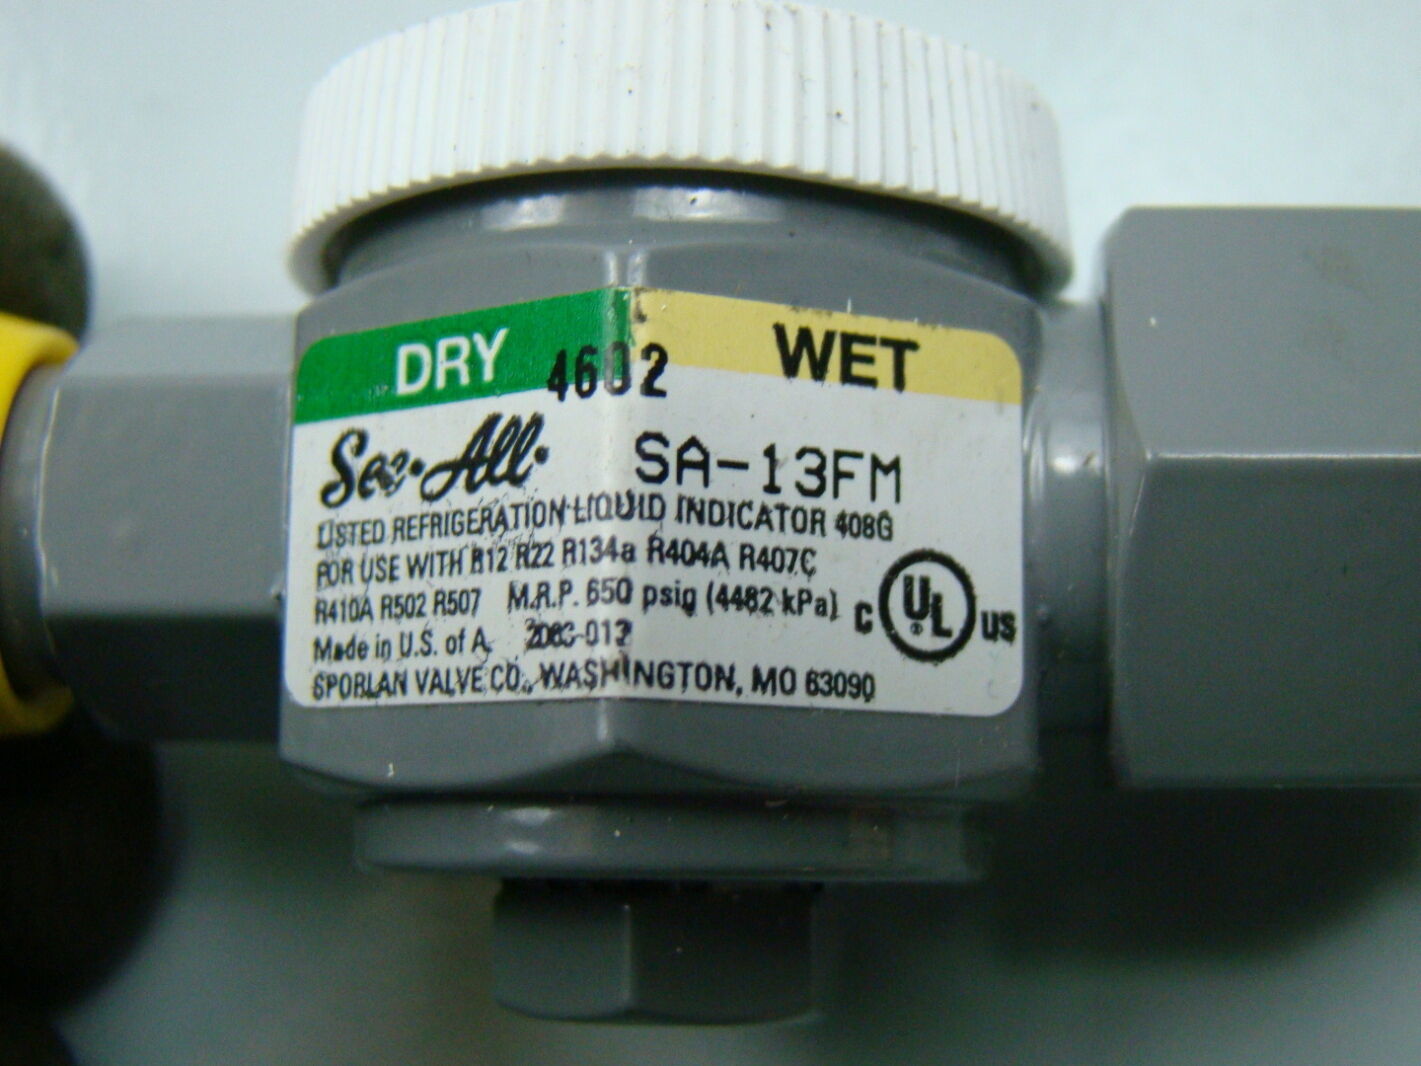 DRY 4602 WET
See·All· SA-13FM
LISTED REFRIGERATION LIQUID INDICATOR 408G
FOR USE WITH R12 R22 R134a R404A R407C
R410A R502 R507 M.R.P. 650 psig (4482 kPa)
Made in U.S. of A.
SPORLAN VALVE CO., WASHINGTON, MO 63090
C UL ® US